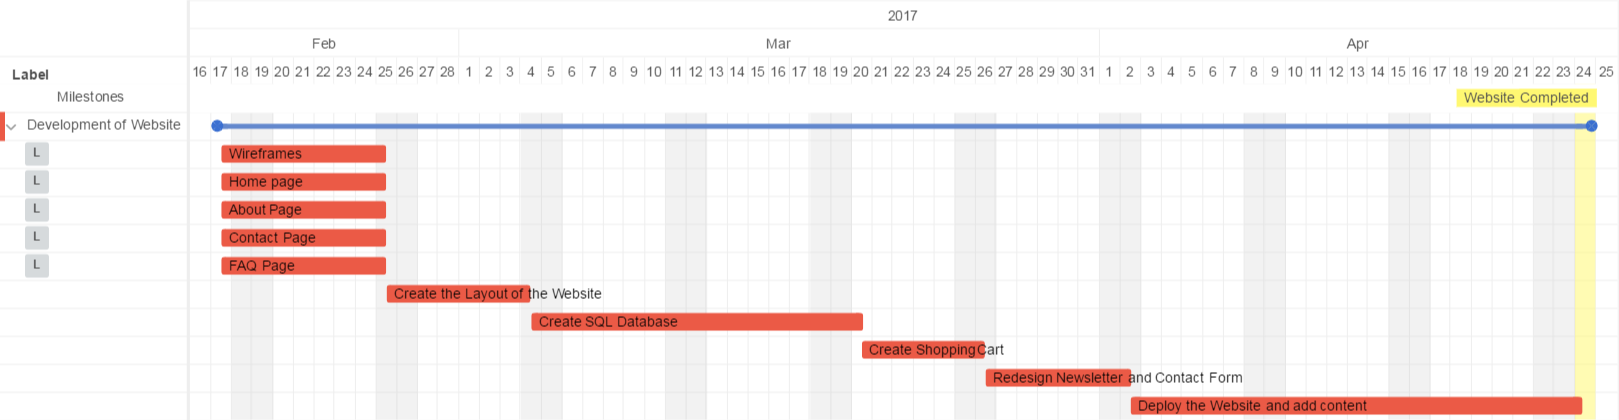 2017
Feb Mar Apr
Label 16 17 18 19 20 21 22 23 24 25 26 27 28 1 2 3 4 5 6 7 8 9 10 11 12 13 14 15 16 17 18 19 20 21 22 23 24 25 26 27 28 29 30 31 1 2 3 4 5 6 7 8 9 10 11 12 13 14 15 16 17 18 19 20 21 22 23 24 25
Milestones Website Completed
Development of Website
L Wireframes
L Home page
L About Page
L Contact Page
L FAQ Page
Create the Layout of the Website
Create SQL Database
Create Shopping Cart
Redesign Newsletter and Contact Form
Deploy the Website and add content